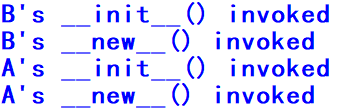 B's __init__() invoked
B's __new__() invoked
A's __init__() invoked
A's __new__() invoked